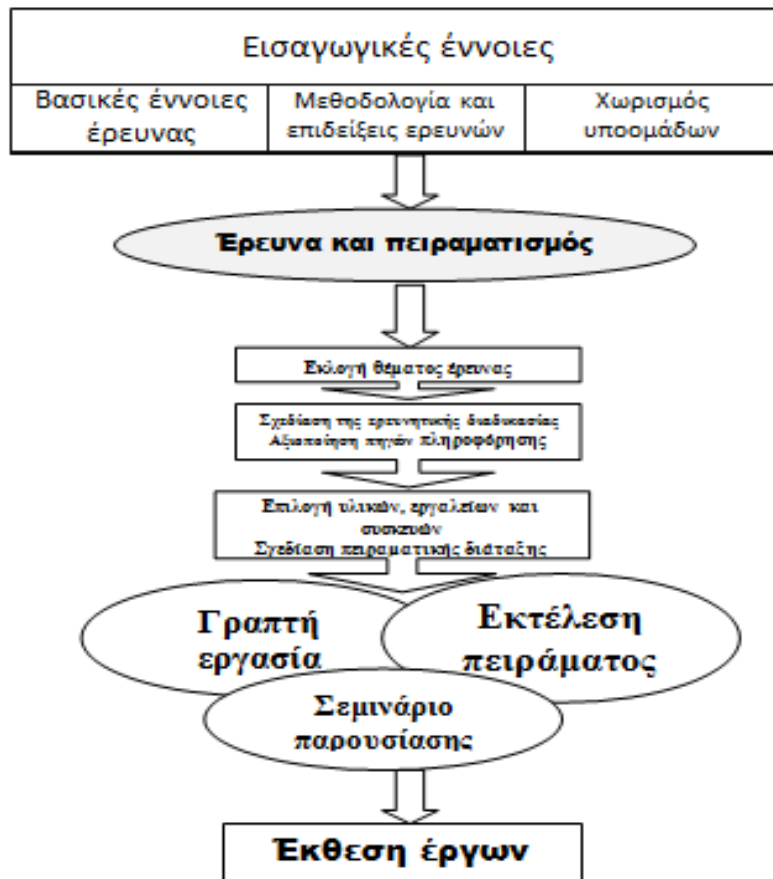 Εισαγωγικές έννοιες
Βασικές έννοιες
έρευνας
Μεθοδολογία και
επιδείξεις ερευνών
Χωρισμός
υποομάδων
Έρευνα και πειραματισμός
Εκλογή θέματος έρευνας
Σχεδίαση της ερευνητικής διαδικασίας
Αξιοποίηση πηγών πληροφόρησης
Επιλογή υλικών, εργαλείων και
συσκευών
Σχεδίαση πειραματικής διάταξης
Γραπτή
εργασία
Εκτέλεση
πειράματος
Σεμινάριο
παρουσίασης
Έκθεση έργων